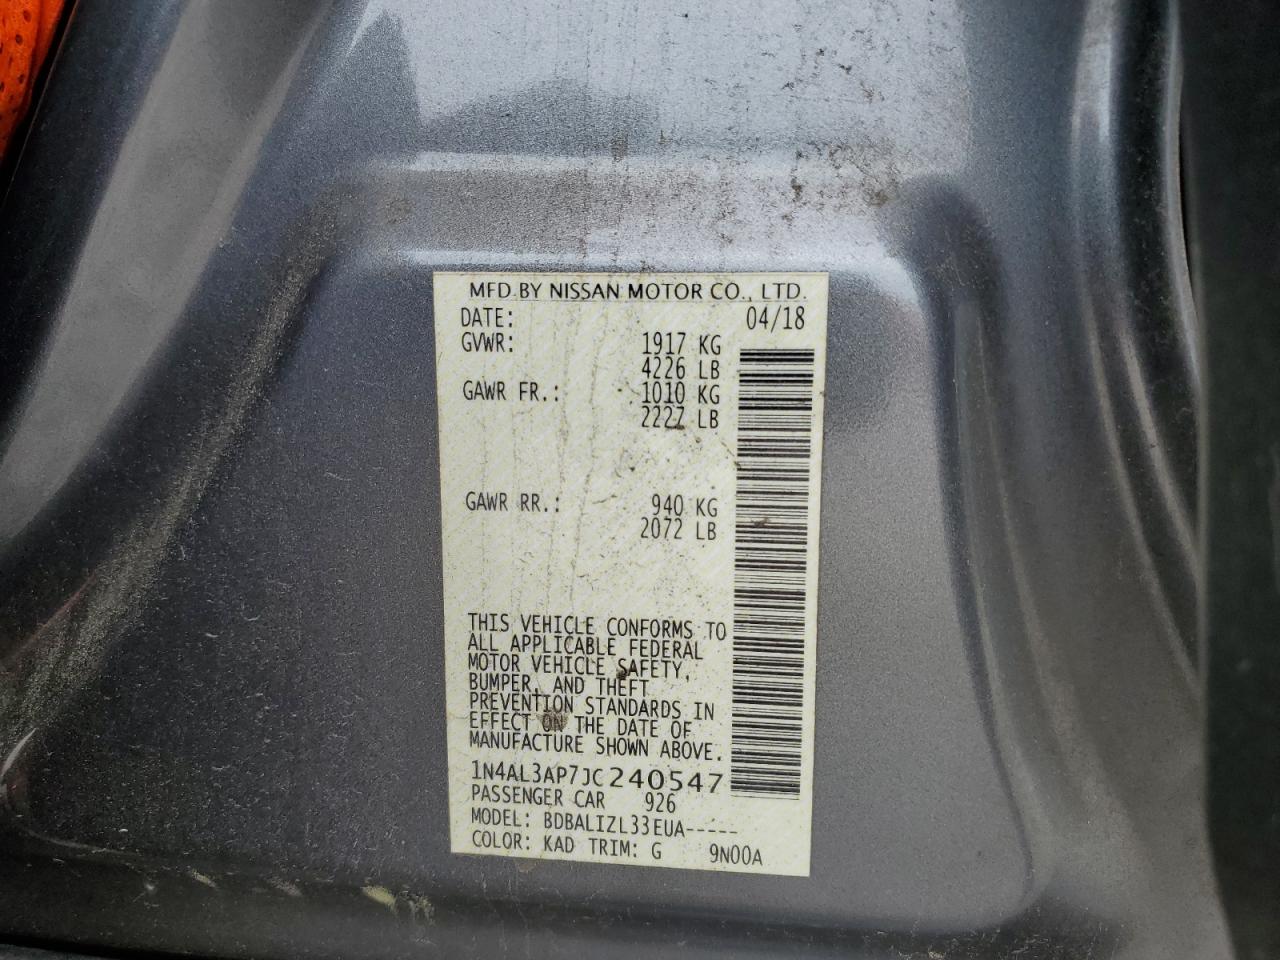 MFD.BY NISSAN MOTOR CO., LTD.
DATE: 04/18
GVWR: 1917 KG
4226 LB
GAWR FR.: 1010 KG
2227 LB
GAWR RR.: 940 KG
2072 LB
THIS VEHICLE CONFORMS TO
ALL APPLICABLE FEDERAL
MOTOR VEHICLE SAFETY,
BUMPER, AND THEFT
PREVENTION STANDARDS IN
EFFECT ON THE DATE OF
MANUFACTURE SHOWN ABOVE.
1N4AL3AP7JC240547
PASSENGER CAR 926
MODEL: BDBALIZL33EUA-----
COLOR: KAD TRIM: G 9N00A